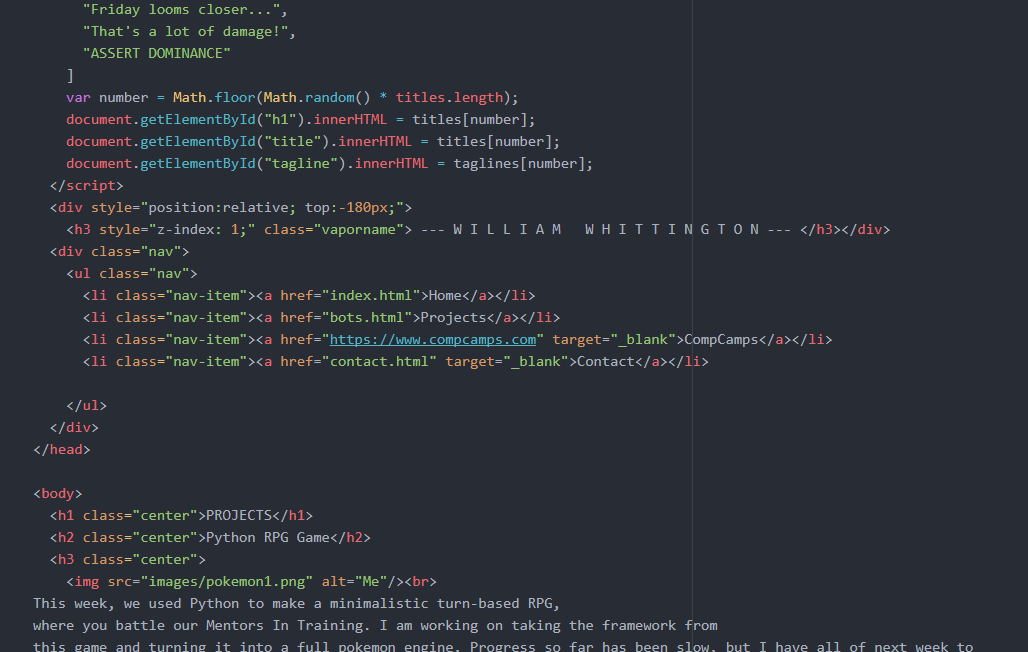 "Friday looms closer...",
"That's a lot of damage!",
"ASSERT DOMINANCE"
]
var number = Math.floor(Math.random() * titles.length);
document.getElementById("h1").innerHTML = titles[number];
document.getElementById("title").innerHTML = titles[number];
document.getElementById("tagline").innerHTML = taglines[number];
</script>
<div style="position:relative; top:-180px;">
<h3 style="z-index: 1;" class="vaporname"> --- W I L L I A M   W H I T T I N G T O N --- </h3></div>
<div class="nav">
<ul class="nav">
<li class="nav-item"><a href="index.html">Home</a></li>
<li class="nav-item"><a href="bots.html">Projects</a></li>
<li class="nav-item"><a href="https://www.compcamps.com" target="_blank">CompCamps</a></li>
<li class="nav-item"><a href="contact.html" target="_blank">Contact</a></li>
</ul>
</div>
</head>
<body>
<h1 class="center">PROJECTS</h1>
<h2 class="center">Python RPG Game</h2>
<h3 class="center">
<img src="images/pokemon1.png" alt="Me"/><br>
This week, we used Python to make a minimalistic turn-based RPG,
where you battle our Mentors In Training. I am working on taking the framework from
this game and turning it into a full pokemon engine. Progress so far has been slow, but I have all of next week to